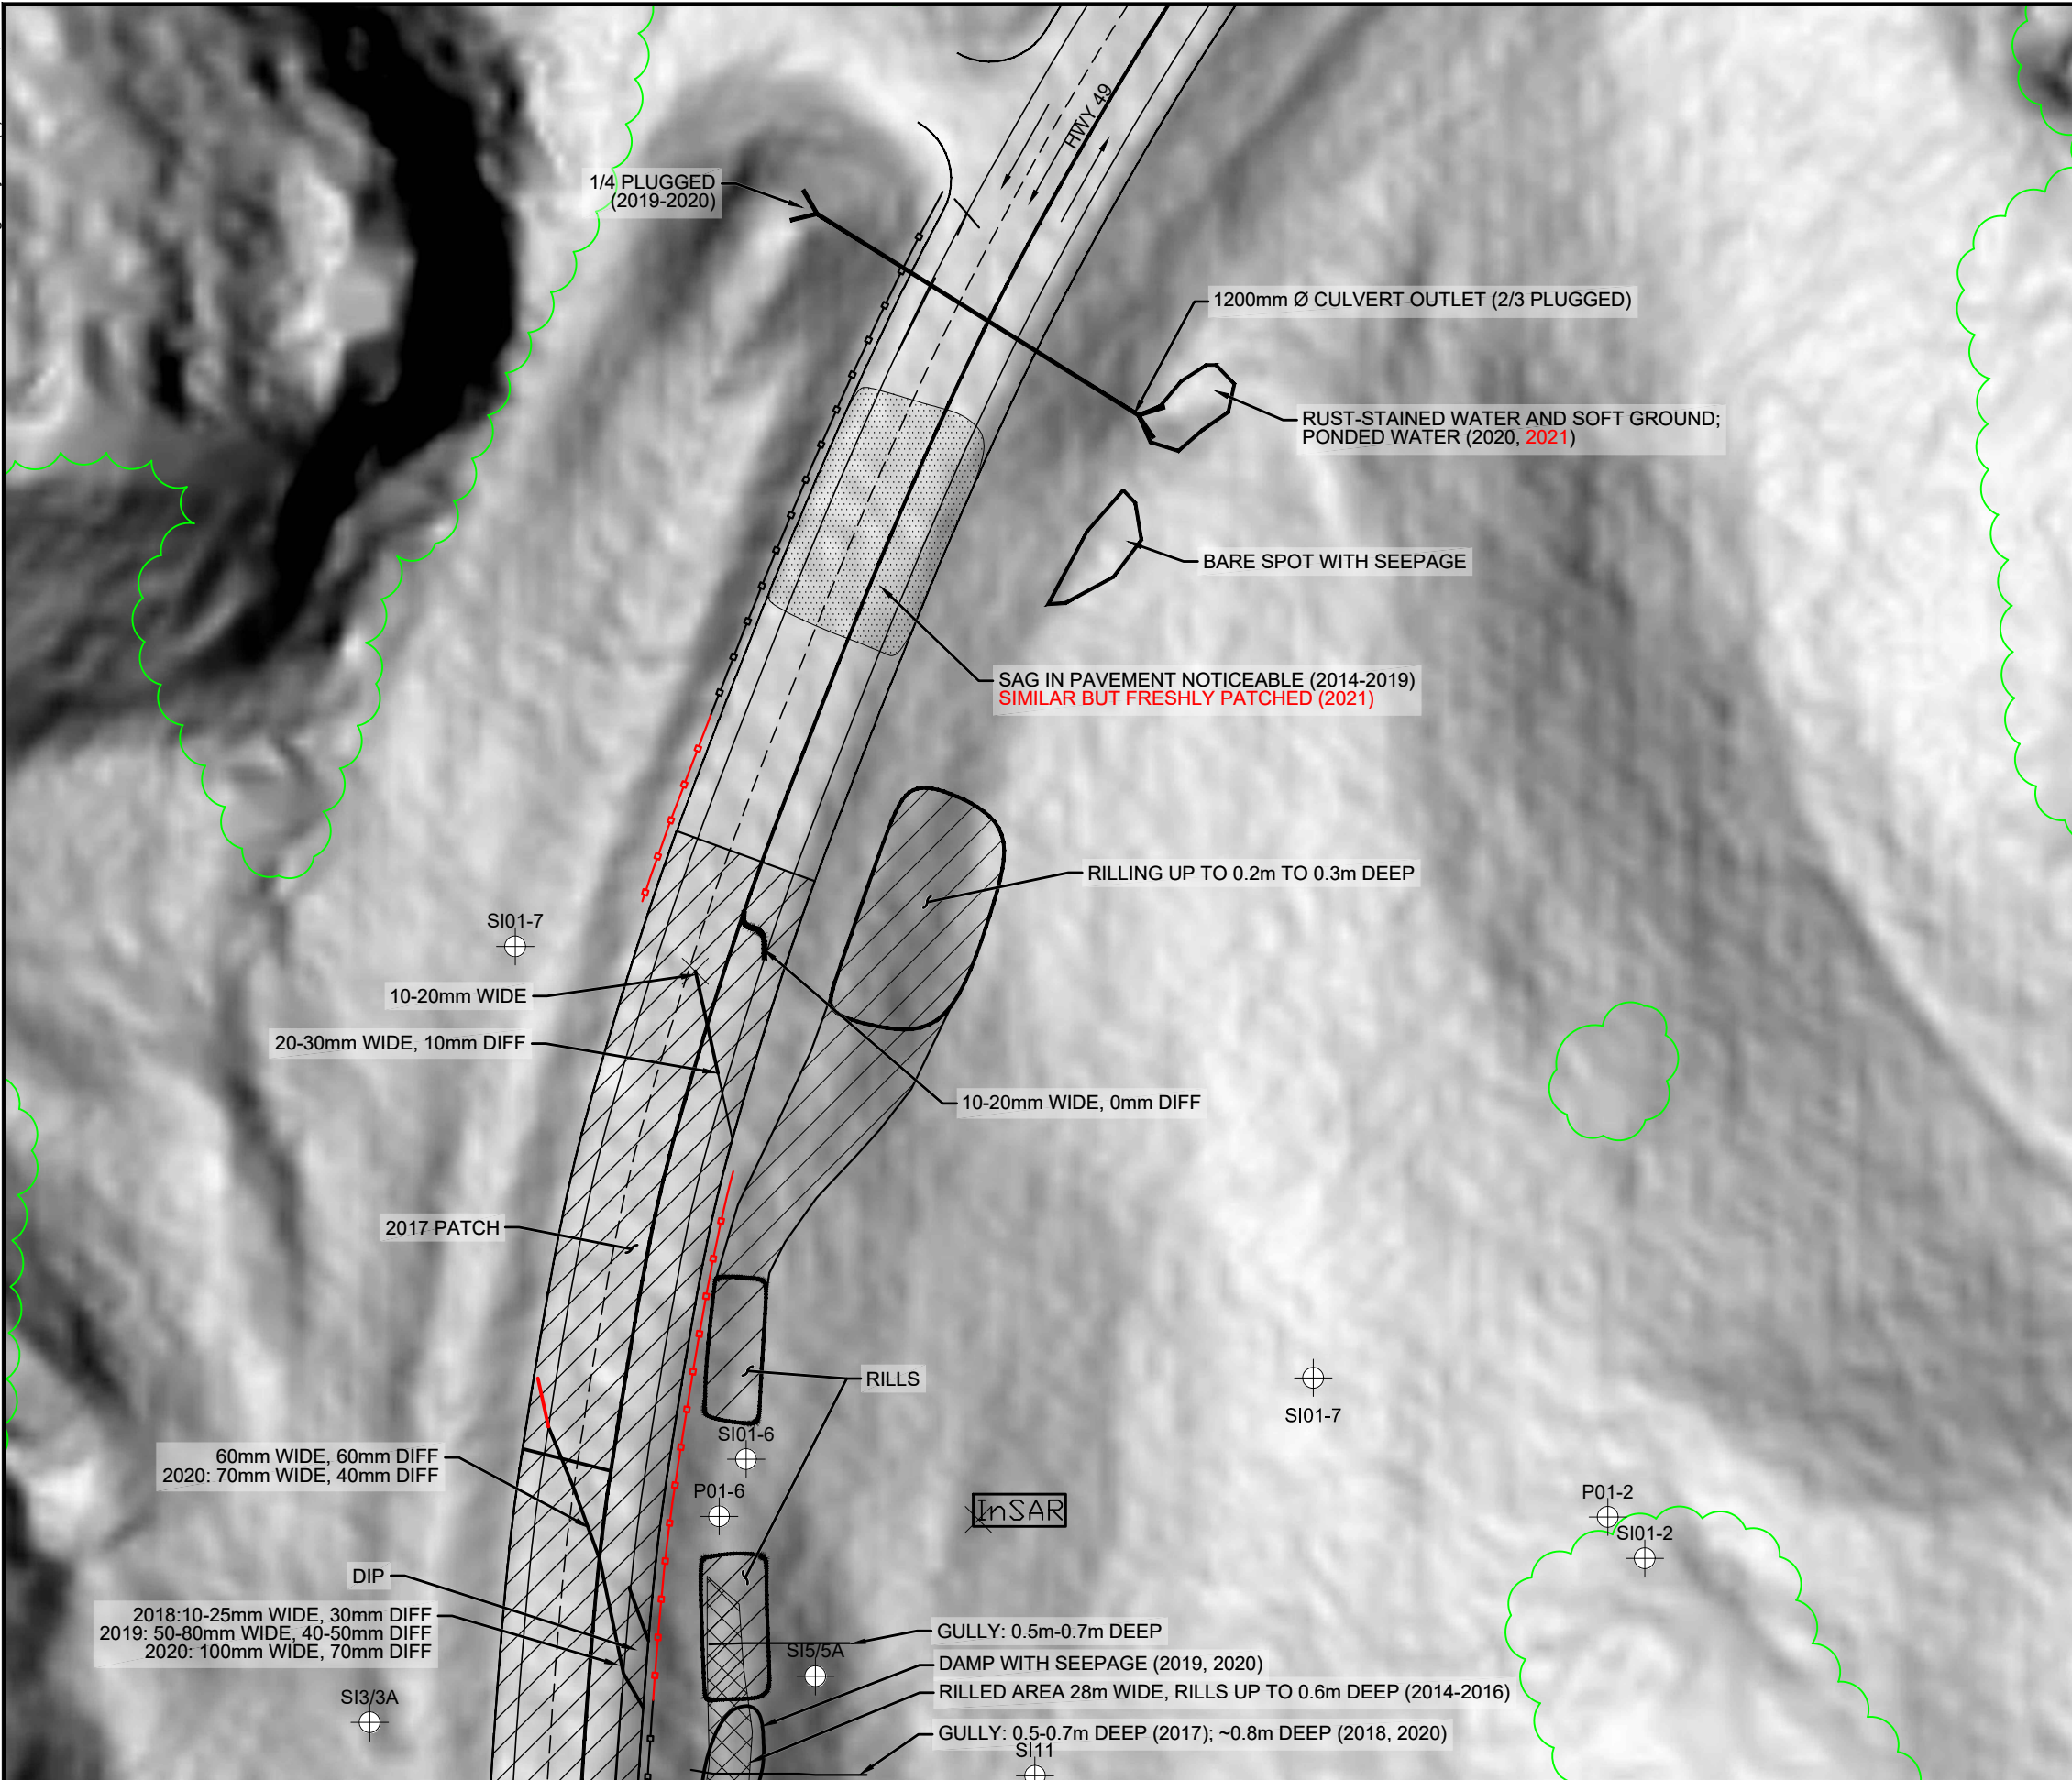 HWY 49
1/4 PLUGGED
(2019-2020)
1200mm Ø CULVERT OUTLET (2/3 PLUGGED)
RUST-STAINED WATER AND SOFT GROUND;
PONDED WATER (2020, 2021)
BARE SPOT WITH SEEPAGE
SAG IN PAVEMENT NOTICEABLE (2014-2019)
SIMILAR BUT FRESHLY PATCHED (2021)
RILLING UP TO 0.2m TO 0.3m DEEP
SI01-7
10-20mm WIDE
20-30mm WIDE, 10mm DIFF
10-20mm WIDE, 0mm DIFF
2017 PATCH
RILLS
SI01-7
SI01-6
60mm WIDE, 60mm DIFF
2020: 70mm WIDE, 40mm DIFF
P01-6
InSAR
P01-2
SI01-2
DIP
2018:10-25mm WIDE, 30mm DIFF
2019: 50-80mm WIDE, 40-50mm DIFF
2020: 100mm WIDE, 70mm DIFF
GULLY: 0.5m-0.7m DEEP
SI5/5A
DAMP WITH SEEPAGE (2019, 2020)
RILLED AREA 28m WIDE, RILLS UP TO 0.6m DEEP (2014-2016)
SI3/3A
GULLY: 0.5-0.7m DEEP (2017); ~0.8m DEEP (2018, 2020)
SI11